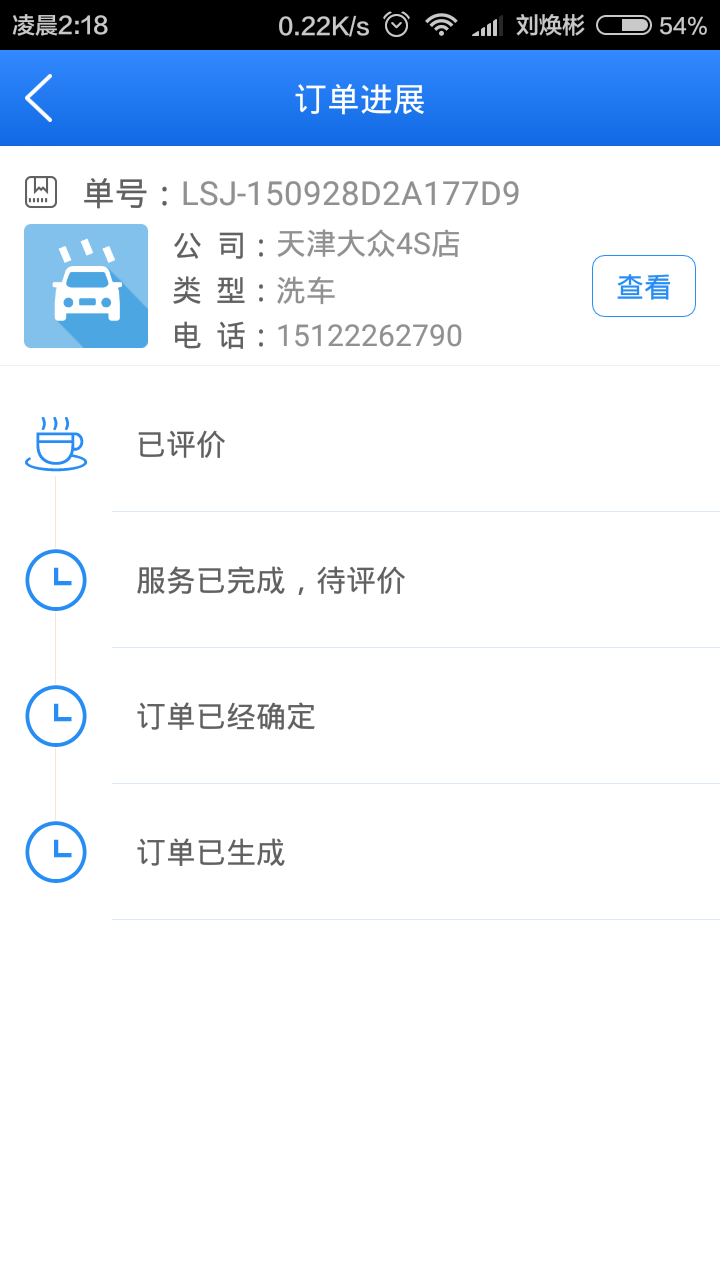 凌晨2:18 0.22K/s 刘焕彬 54%
订单进展
单号：LSJ-150928D2A177D9
公 司：天津大众4S店
类 型：洗车
查看
电 话：15122262790
已评价
服务已完成，待评价
订单已经确定
订单已生成